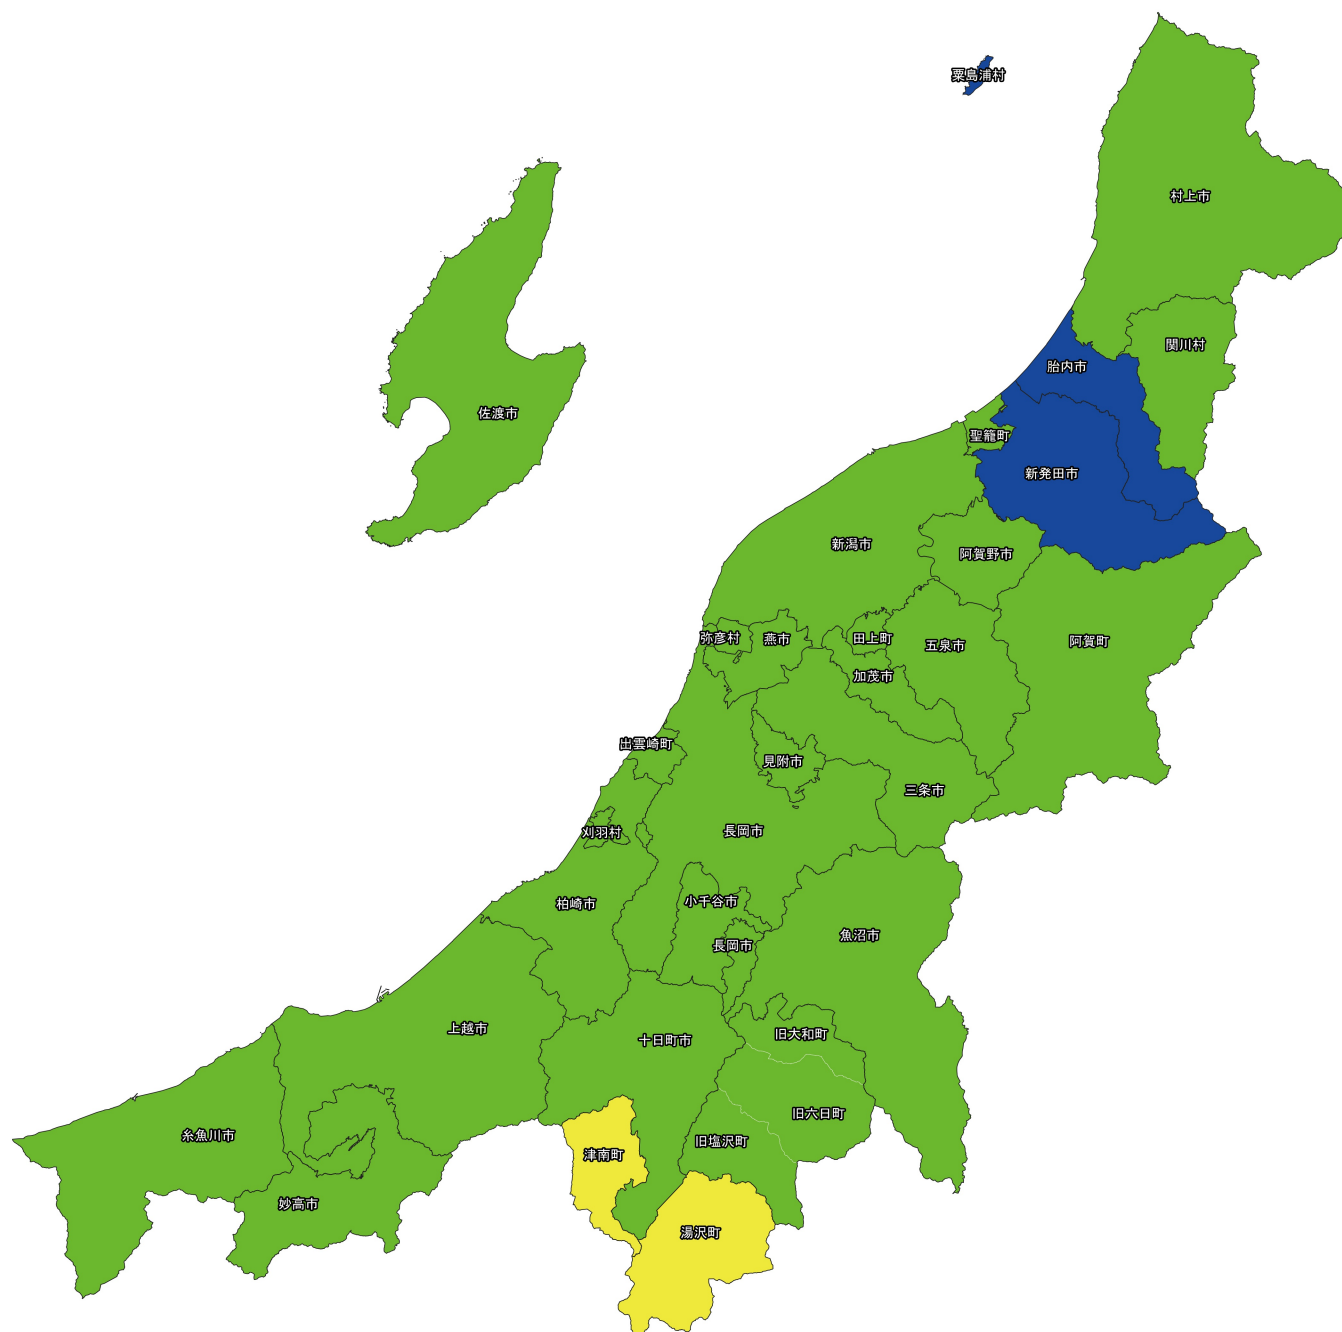 粟島浦村
村上市
関川村
胎内市
佐渡市
聖籠町
新発田市
新潟市
阿賀野市
弥彦村
燕市
田上町
五泉市
阿賀町
加茂市
出雲崎町
見附市
三条市
刈羽村
長岡市
柏崎市
小千谷市
長岡市
魚沼市
上越市
十日町市
旧大和町
旧六日町
糸魚川市
津南町
旧塩沢町
妙高市
湯沢町